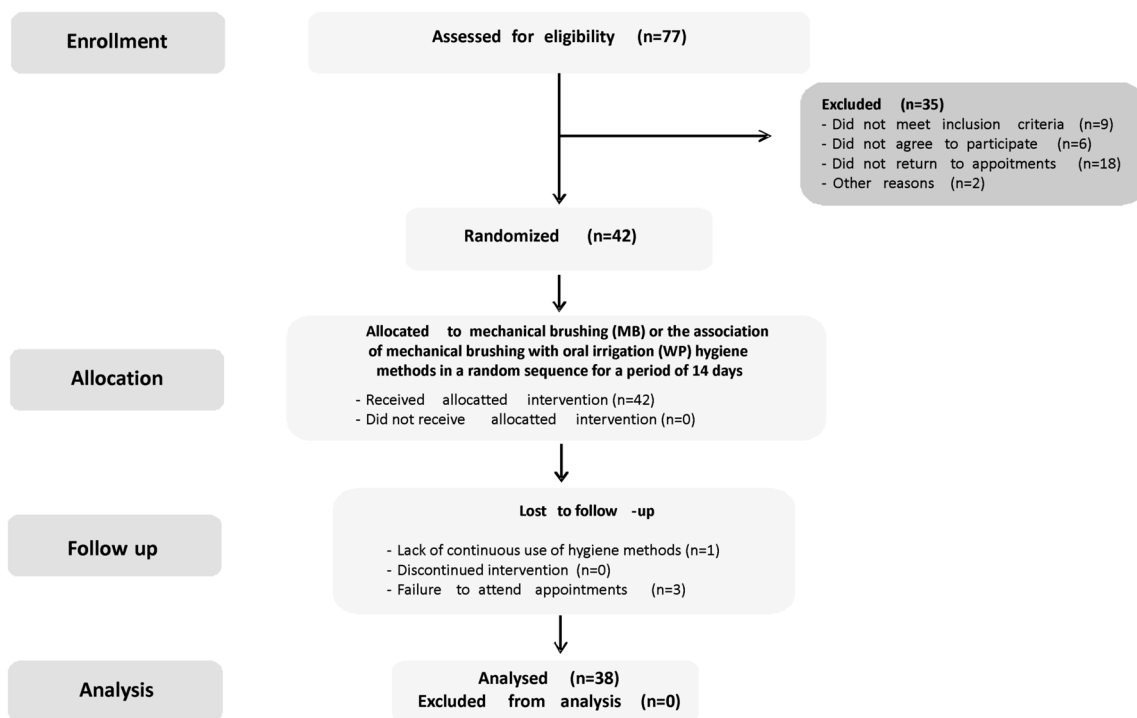 Enrollment
Assessed for eligibility (n=77)
Excluded (n=35)
- Did not meet inclusion criteria (n=9)
- Did not agree to participate (n=6)
- Did not return to appoitments (n=18)
- Other reasons (n=2)
Randomized (n=42)
Allocation
Allocated to mechanical brushing (MB) or the association
of mechanical brushing with oral irrigation (WP) hygiene
methods in a random sequence for a period of 14 days
- Received allocatted intervention (n=42)
- Did not receive allocatted intervention (n=0)
Follow up
Lost to follow -up
- Lack of continuous use of hygiene methods (n=1)
- Discontinued intervention (n=0)
- Failure to attend appointments (n=3)
Analysis
Analysed (n=38)
Excluded from analysis (n=0)